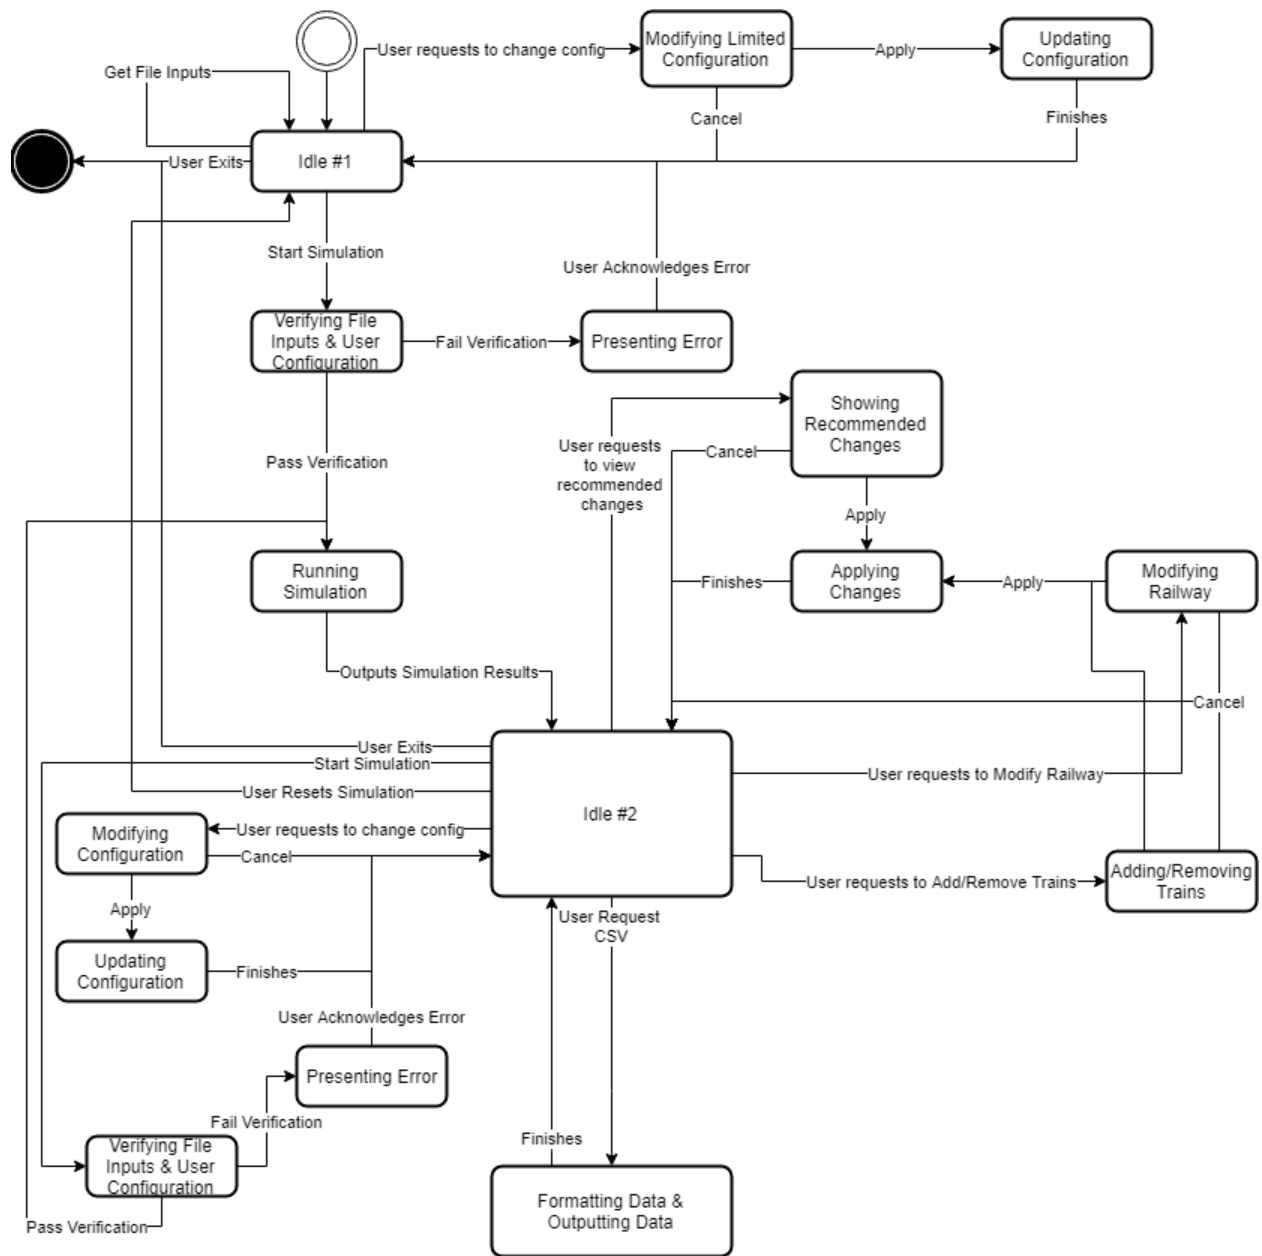 User requests to change config
Modifying Limited
Configuration
Apply
Updating
Configuration
Get File Inputs
Cancel
Finishes
User Exits
Idle #1
Start Simulation
User Acknowledges Error
Verifying File
Inputs & User
Configuration
Fail Verification
Presenting Error
Showing
Recommended
Changes
User requests
to view
recommended
changes
Cancel
Pass Verification
Apply
Running
Simulation
Finishes
Applying
Changes
Apply
Modifying
Railway
Outputs Simulation Results
Cancel
User Exits
Start Simulation
User requests to Modify Railway
User Resets Simulation
Idle #2
Modifying
Configuration
User requests to change config
Cancel
User requests to Add/Remove Trains
Adding/Removing
Trains
Apply
User Request
CSV
Updating
Configuration
Finishes
User Acknowledges Error
Presenting Error
Fail Verification
Finishes
Verifying File
Inputs & User
Configuration
Formatting Data &
Outputting Data
Pass Verification